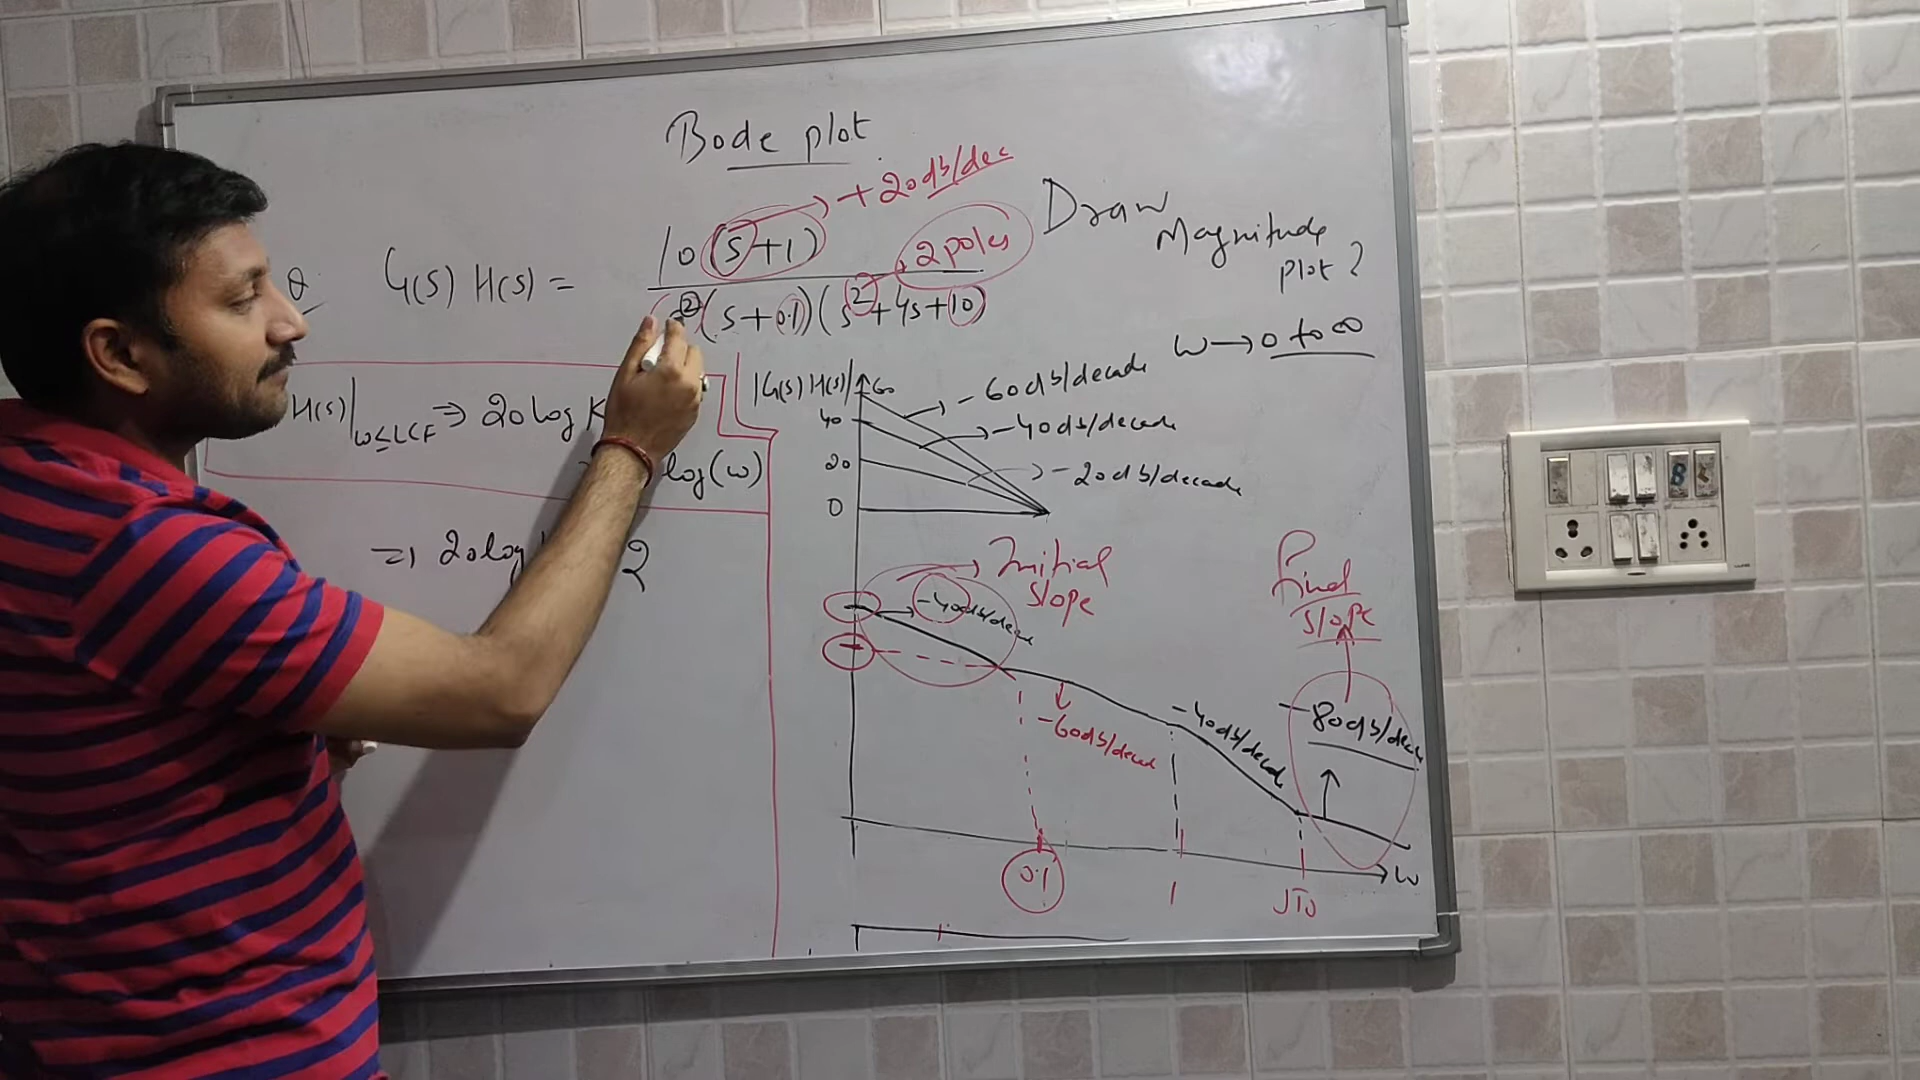 Bode plot
+20db/dec
Q. G(S) H(S) = 10(S+1)
(S+0.1)(S²+4S+10)
2 poles
Draw Magnitude plot?
w→0 to ∞
H(S)|w≤LCF ⇒ 20 log K
log(w)
⇒ 20 log
2
|G(S) H(S)|
60
40
20
0
-60db/decade
-40db/decade
-20db/decade
Initial slope
-40db/decade
-60db/decade
-40db/decade
Final slope
-80db/decade
0.1
1
√10
w